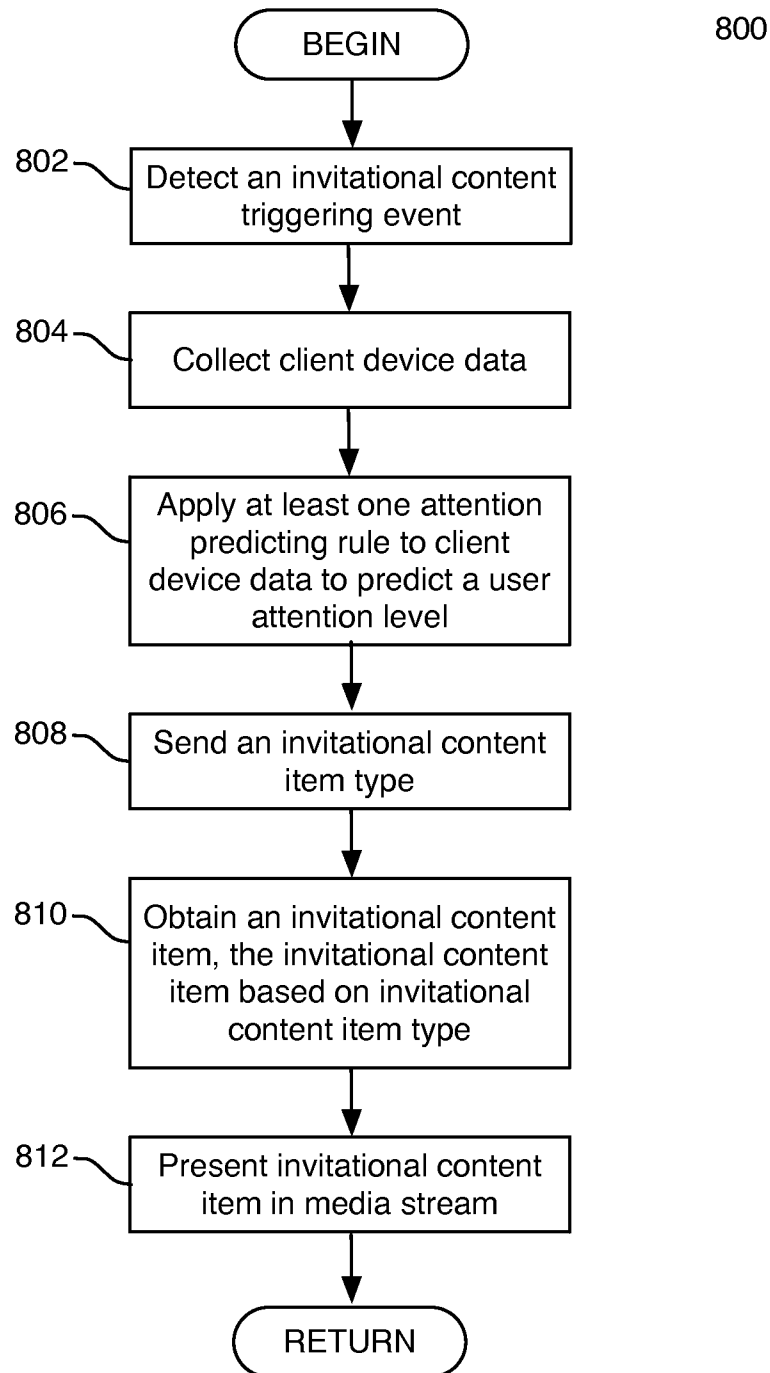 BEGIN
800
802
Detect an invitational content
triggering event
804
Collect client device data
806
Apply at least one attention
predicting rule to client
device data to predict a user
attention level
808
Send an invitational content
item type
810
Obtain an invitational content
item, the invitational content
item based on invitational
content item type
812
Present invitational content
item in media stream
RETURN